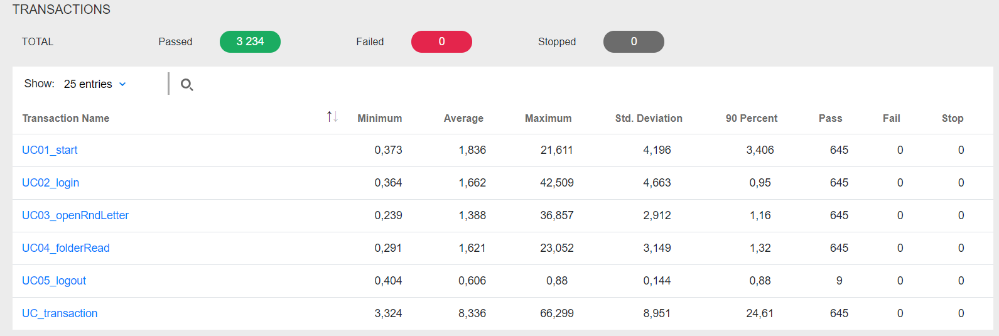 TRANSACTIONS
TOTAL Passed 3 234 Failed 0 Stopped 0
Show: 25 entries
Transaction Name Minimum Average Maximum Std. Deviation 90 Percent Pass Fail Stop
UC01_start 0,373 1,836 21,611 4,196 3,406 645 0 0
UC02_login 0,364 1,662 42,509 4,663 0,95 645 0 0
UC03_openRndLetter 0,239 1,388 36,857 2,912 1,16 645 0 0
UC04_folderRead 0,291 1,621 23,052 3,149 1,32 645 0 0
UC05_logout 0,404 0,606 0,88 0,144 0,88 9 0 0
UC_transaction 3,324 8,336 66,299 8,951 24,61 645 0 0